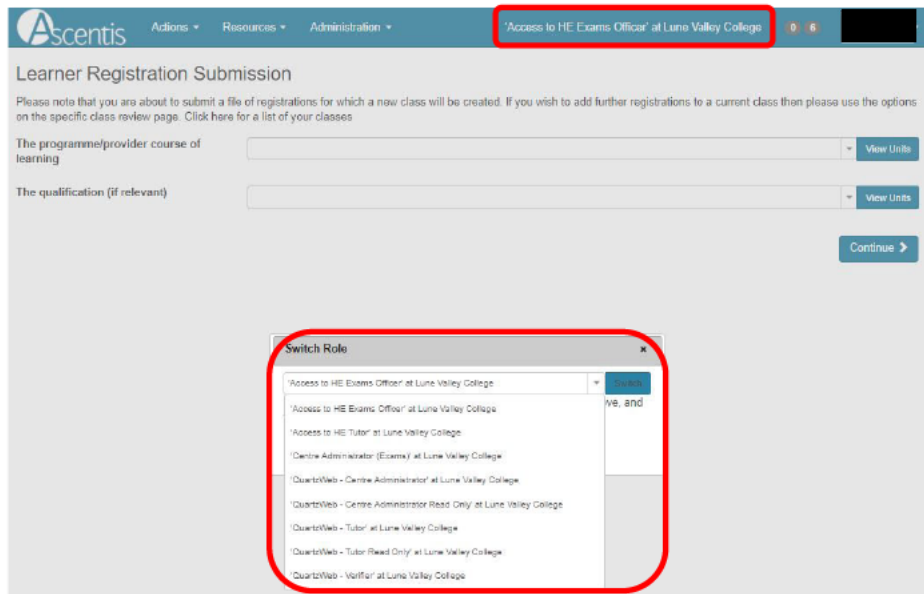 Ascentis Actions Resources Administration 'Access to HE Exams Officer' at Lune Valley College 0 6
Learner Registration Submission
Please note that you are about to submit a file of registrations for which a new class will be created. If you wish to add further registrations to a current class then please use the options
on the specific class review page. Click here for a list of your classes
The programme/provider course of
learning
View Units
The qualification (if relevant)
View Units
Continue
Switch Role
×
'Access to HE Exams Officer' at Lune Valley College
Switch
'Access to HE Exams Officer' at Lune Valley College
, and
'Access to HE Tutor' at Lune Valley College
'Centre Administrator (Exams)' at Lune Valley College
'QuartzWeb - Centre Administrator' at Lune Valley College
'QuartzWeb - Centre Administrator Read Only' at Lune Valley College
'QuartzWeb - Tutor' at Lune Valley College
'QuartzWeb - Tutor Read Only' at Lune Valley College
'QuartzWeb - Verifier' at Lune Valley College